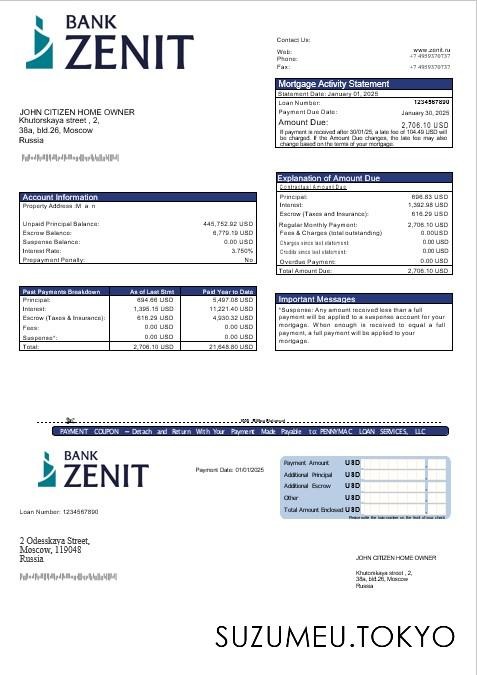 BANK
ZENIT
Contact Us:
Web: www.zenit.ru
Phone: +7 4959370737
Fax: +7 4959370737
Mortgage Activity Statement
Statement Date: January 01, 2025
Loan Number: 1234567890
Payment Due Date: January 30, 2025
Amount Due: 2,706.10 USD
If payment is received after 30/01/25, a late fee of 104.49 USD will
be charged. If the Amount Due changes, the late fee may also
change based on the terms of your mortgage.
JOHN CITIZEN HOME OWNER
Khutorskaya street , 2,
38a, bld.26, Moscow
Russia
Explanation of Amount Due
Contractual Amount Due
Principal: 696.83 USD
Interest: 1,392.98 USD
Escrow (Taxes and Insurance): 616.29 USD
Regular Monthly Payment: 2,706.10 USD
Fees & Charges (total outstanding) 0.00USD
Charges since last statement: 0.00 USD
Credits since last statement: 0.00 USD
Overdue Payment: 0.00 USD
Total Amount Due: 2,706.10 USD
Account Information
Property Address :M a n
Unpaid Principal Balance: 445,752.92 USD
Escrow Balance: 6,779.19 USD
Suspense Balance: 0.00 USD
Interest Rate: 3.750%
Prepayment Penalty: No
Past Payments Breakdown As of Last Stmt Paid Year to Date
Principal: 694.66 USD 5,497.08 USD
Interest: 1,395.15 USD 11,221.40 USD
Escrow (Taxes & Insurance): 616.29 USD 4,930.32 USD
Fees: 0.00 USD 0.00 USD
Suspense*: 0.00 USD 0.00 USD
Total: 2,706.10 USD 21,648.80 USD
Important Messages
*Suspense: Any amount received less than a full
payment will be applied to a suspense account for your
mortgage. When enough is received to equal a full
payment, a full payment will be applied to your
mortgage.
PAYMENT COUPON – Detach and Return With Your Payment Made Payable to: PENNYMAC LOAN SERVICES, LLC
BANK
ZENIT
Payment Date: 01/01/2025
Payment Amount USD
Additional Principal USD
Additional Escrow USD
Other USD
Total Amount Enclosed USD
Please write the loan number on the front of your check
Loan Number: 1234567890
2 Odesskaya Street,
Moscow, 119048
Russia
JOHN CITIZEN HOME OWNER
Khutorskaya street , 2,
38a, bld.26, Moscow
Russia
SUZUMEU.TOKYO